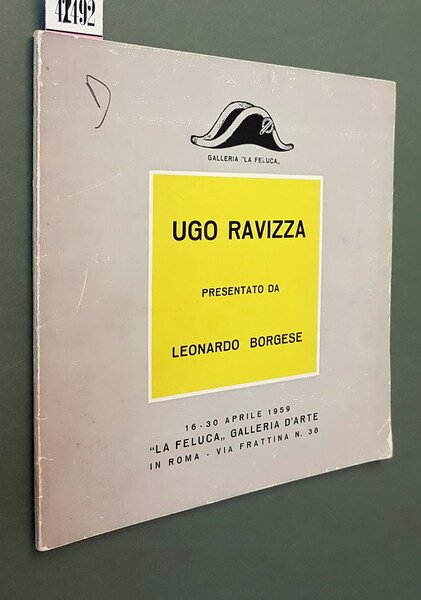 47492
GALLERIA "LA FELUCA„
UGO RAVIZZA
PRESENTATO DA
LEONARDO BORGESE
16-30 APRILE 1959
"LA FELUCA„ GALLERIA D'ARTE
IN ROMA - VIA FRATTINA N. 38